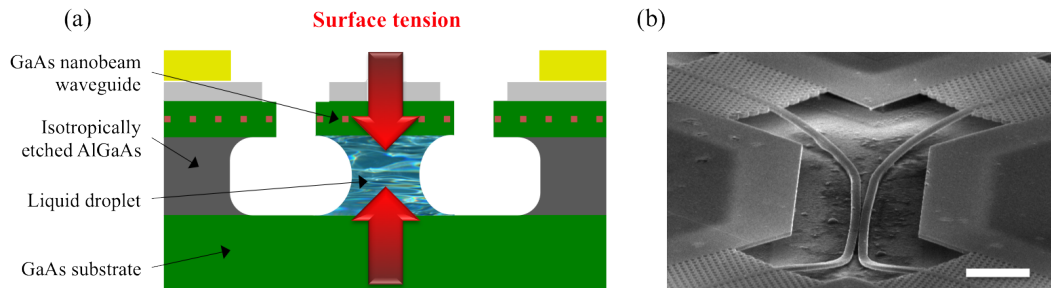 (a)
Surface tension
(b)
GaAs nanobeam
waveguide
Isotropically
etched AlGaAs
Liquid droplet
GaAs substrate